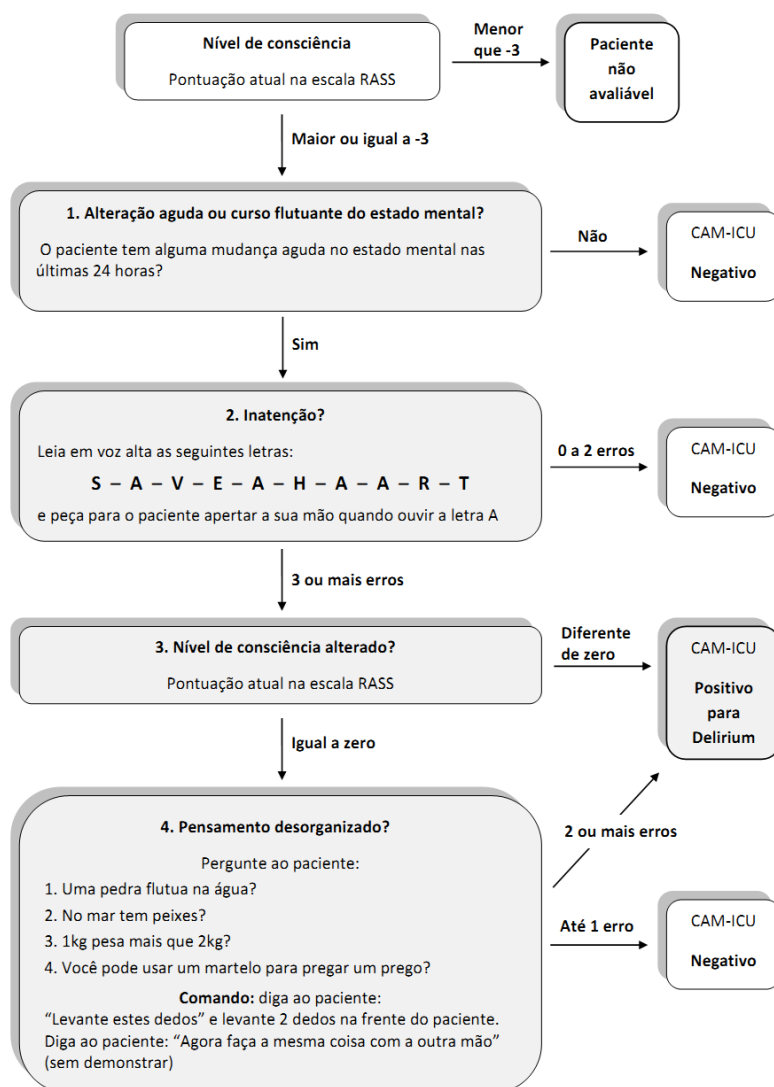 Nível de consciência
Pontuação atual na escala RASS
Menor
que -3
Paciente
não
avaliável
Maior ou igual a -3
1. Alteração aguda ou curso flutuante do estado mental?
O paciente tem alguma mudança aguda no estado mental nas
últimas 24 horas?
Não
CAM-ICU
Negativo
Sim
2. Inatenção?
Leia em voz alta as seguintes letras:
S – A – V – E – A – H – A – A – R – T
e peça para o paciente apertar a sua mão quando ouvir a letra A
0 a 2 erros
CAM-ICU
Negativo
3 ou mais erros
3. Nível de consciência alterado?
Pontuação atual na escala RASS
Diferente
de zero
CAM-ICU
Positivo
para
Delirium
Igual a zero
4. Pensamento desorganizado?
Pergunte ao paciente:
1. Uma pedra flutua na água?
2. No mar tem peixes?
3. 1kg pesa mais que 2kg?
4. Você pode usar um martelo para pregar um prego?
Comando: diga ao paciente:
“Levante estes dedos” e levante 2 dedos na frente do paciente.
Diga ao paciente: “Agora faça a mesma coisa com a outra mão”
(sem demonstrar)
2 ou mais erros
Até 1 erro
CAM-ICU
Negativo